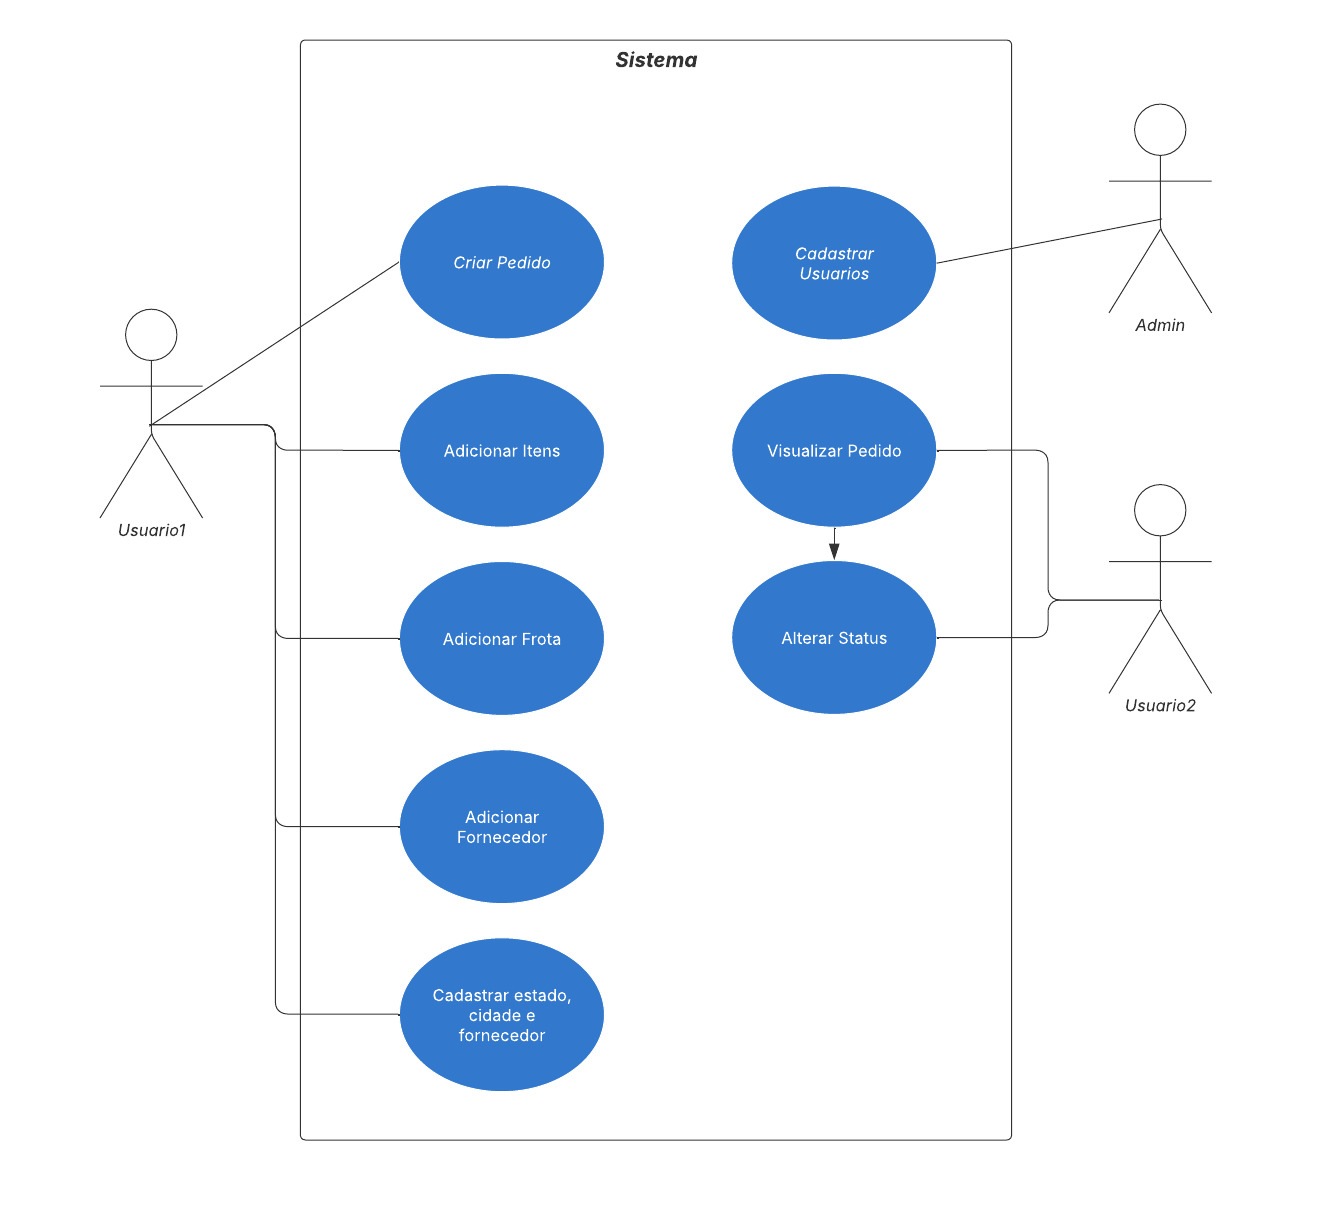 Sistema
Criar Pedido
Cadastrar
Usuarios
Admin
Usuario1
Adicionar Itens
Visualizar Pedido
Adicionar Frota
Alterar Status
Usuario2
Adicionar
Fornecedor
Cadastrar estado,
cidade e
fornecedor